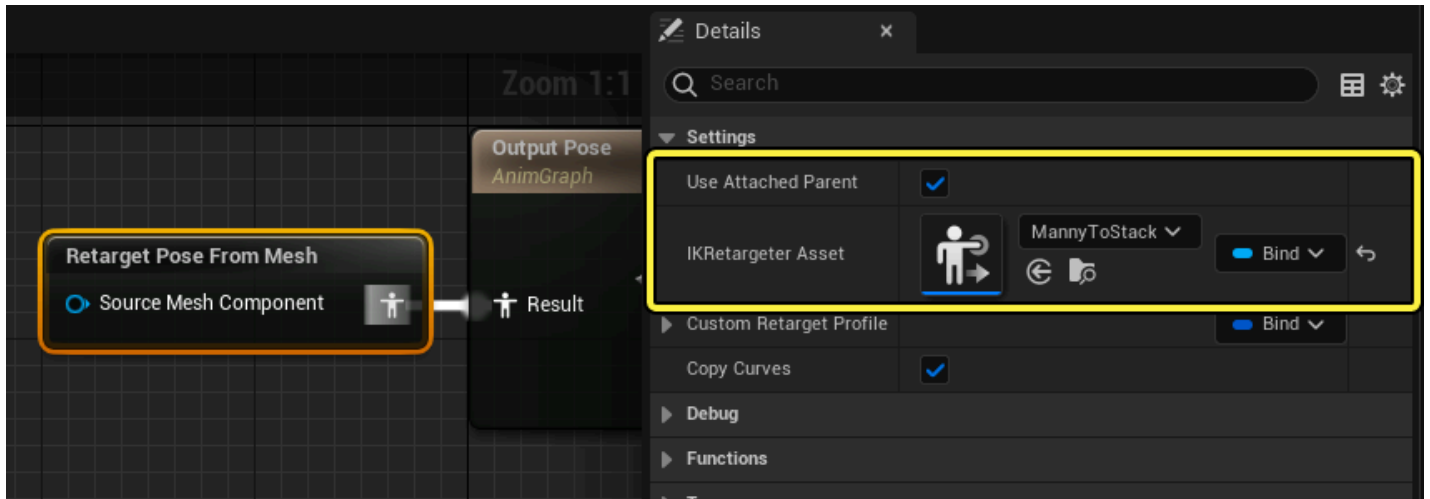 Zoom 1:1
Output Pose
AnimGraph
Retarget Pose From Mesh
Source Mesh Component
Result
Details
Search
Settings
Use Attached Parent
IKRetargeter Asset
MannyToStack
Bind
Custom Retarget Profile
Bind
Copy Curves
Debug
Functions